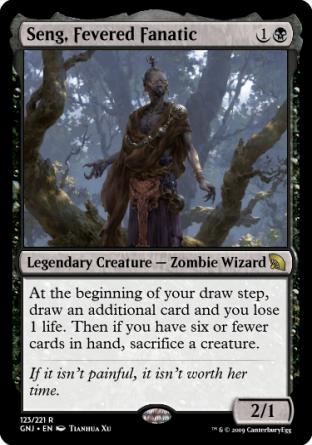 Seng, Fevered Fanatic 1
Legendary Creature — Zombie Wizard
At the beginning of your draw step,
draw an additional card and you lose
1 life. Then if you have six or fewer
cards in hand, sacrifice a creature.
If it isn't painful, it isn't worth her
time.
2/1
123/221 R
GNJ • EN Tianhua Xu
™ & © 2019 CanterburyEgg